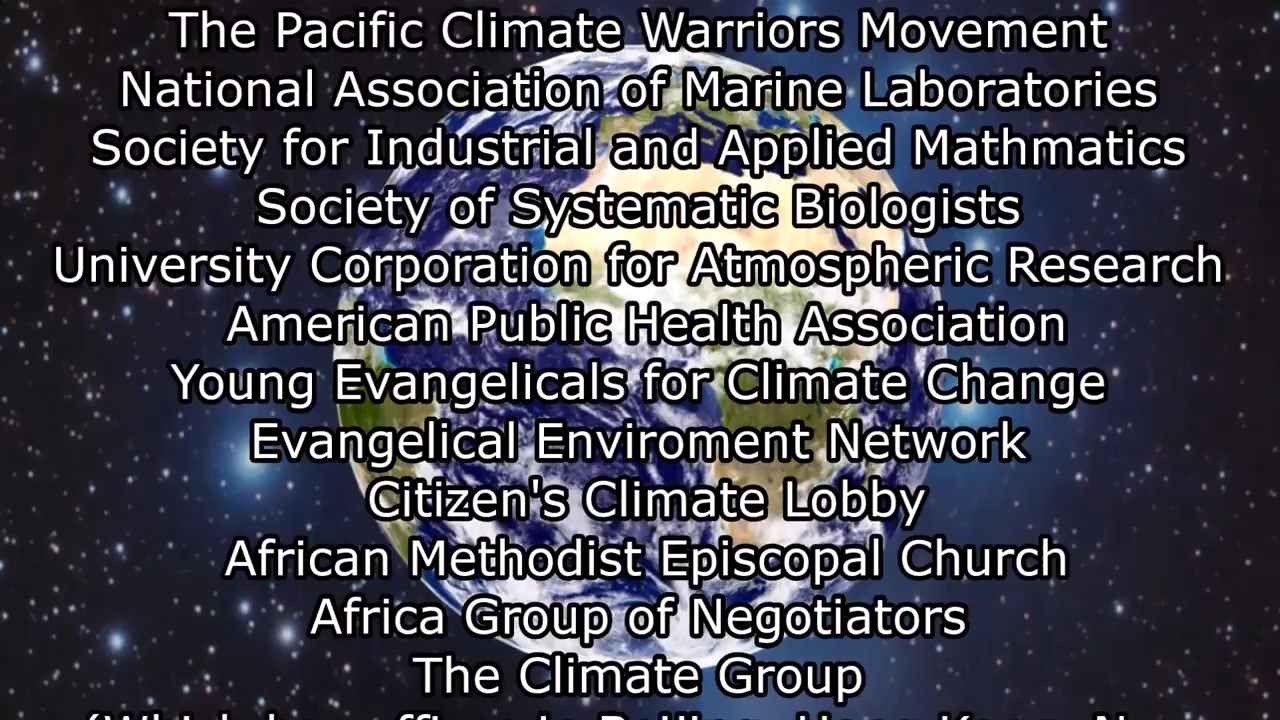 The Pacific Climate Warriors Movement
National Association of Marine Laboratories
Society for Industrial and Applied Mathmatics
Society of Systematic Biologists
University Corporation for Atmospheric Research
American Public Health Association
Young Evangelicals for Climate Change
Evangelical Enviroment Network
Citizen's Climate Lobby
African Methodist Episcopal Church
Africa Group of Negotiators
The Climate Group